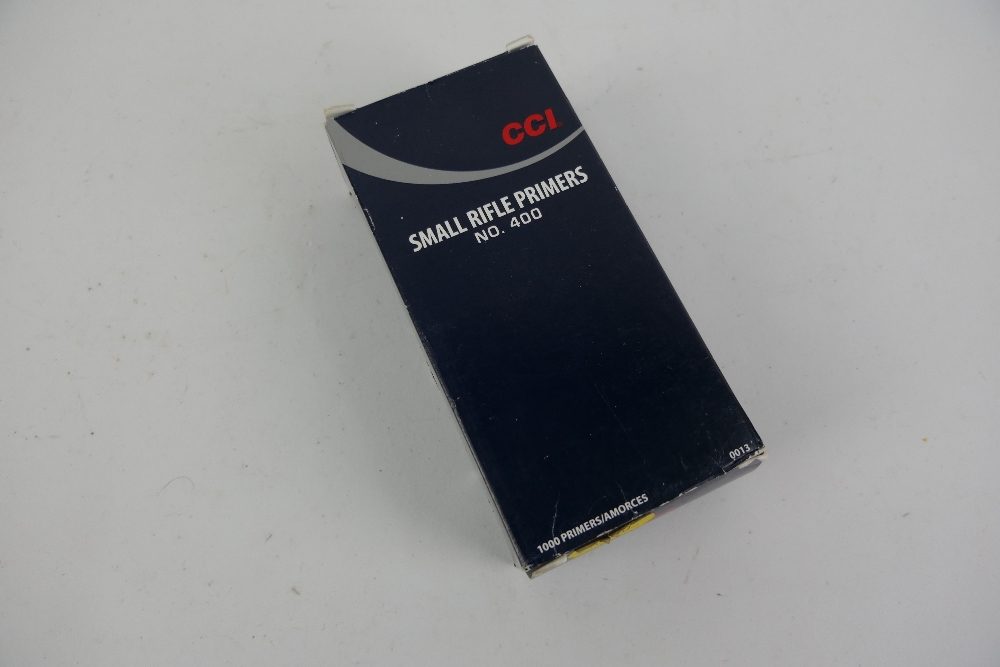 CCI
SMALL RIFLE PRIMERS
NO. 400
0013
1000 PRIMERS/AMORCES